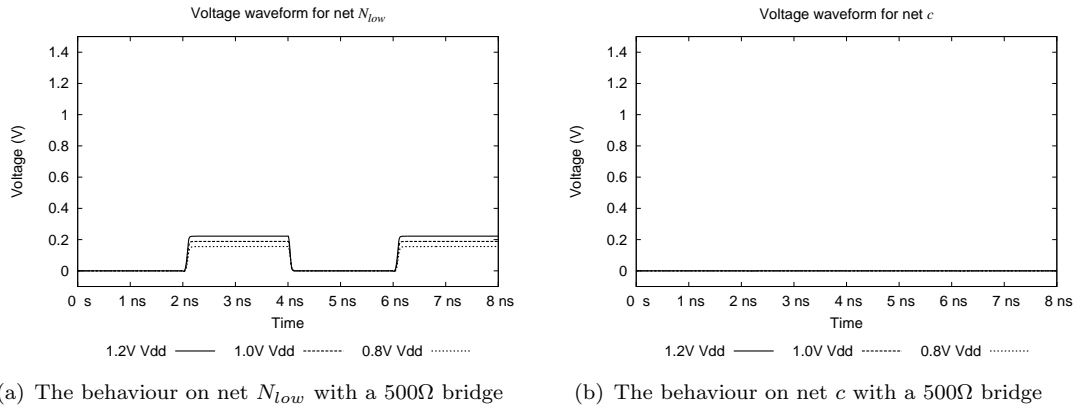 Voltage waveform for net N_low
1.4
1.2
1
0.8
0.6
0.4
0.2
0
Voltage (V)
0 s 1 ns 2 ns 3 ns 4 ns 5 ns 6 ns 7 ns 8 ns
Time
1.2V Vdd 1.0V Vdd 0.8V Vdd
(a) The behaviour on net N_low with a 500Ω bridge
Voltage waveform for net c
1.4
1.2
1
0.8
0.6
0.4
0.2
0
Voltage (V)
0 s 1 ns 2 ns 3 ns 4 ns 5 ns 6 ns 7 ns 8 ns
Time
1.2V Vdd 1.0V Vdd 0.8V Vdd
(b) The behaviour on net c with a 500Ω bridge